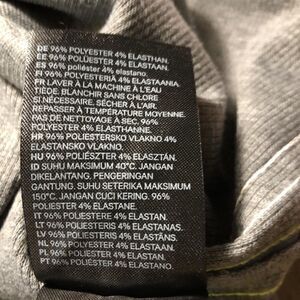 DE 96% POLYESTER 4% ELASTHAN.
EE 96% POLYESTER 4% ELASTAN.
ES 96% poliéster 4% elastano.
FI 96% POLYESTERIÄ 4% ELASTAANIA.
FR LAVER À LA MACHINE À L'EAU
TIÈDE. BLANCHIR SANS CHLORE
SI NÉCESSAIRE. SÉCHER À L'AIR.
REPASSER À TEMPÉRATURE MOYENNE.
PAS DE NETTOYAGE À SEC. 96%
POLYESTER 4% ÉLASTHANNE.
HR 96% POLIESTERSKO VLAKNO 4%
ELASTANSKO VLAKNO.
HU 96% POLIÉSZTER 4% ELASZTÁN.
ID SUHU MAKSIMUM 40°C. JANGAN
DIKELANTANG. PENGERINGAN
GANTUNG. SUHU SETERIKA MAKSIMUM
150°C. JANGAN CUCI KERING. 96%
POLIESTER 4% ELASTANE.
IT 96% POLIESTERE 4% ELASTAN.
LT 96% POLIESTERIS 4% ELASTANAS.
LV 96% POLIESTERIS 4% ELASTĀNS.
NL 96% POLYESTER 4% ELASTAAN.
PL 96% POLIESTER 4% ELASTAN.
PT 96% POLIÉSTER 4% ELASTANO.